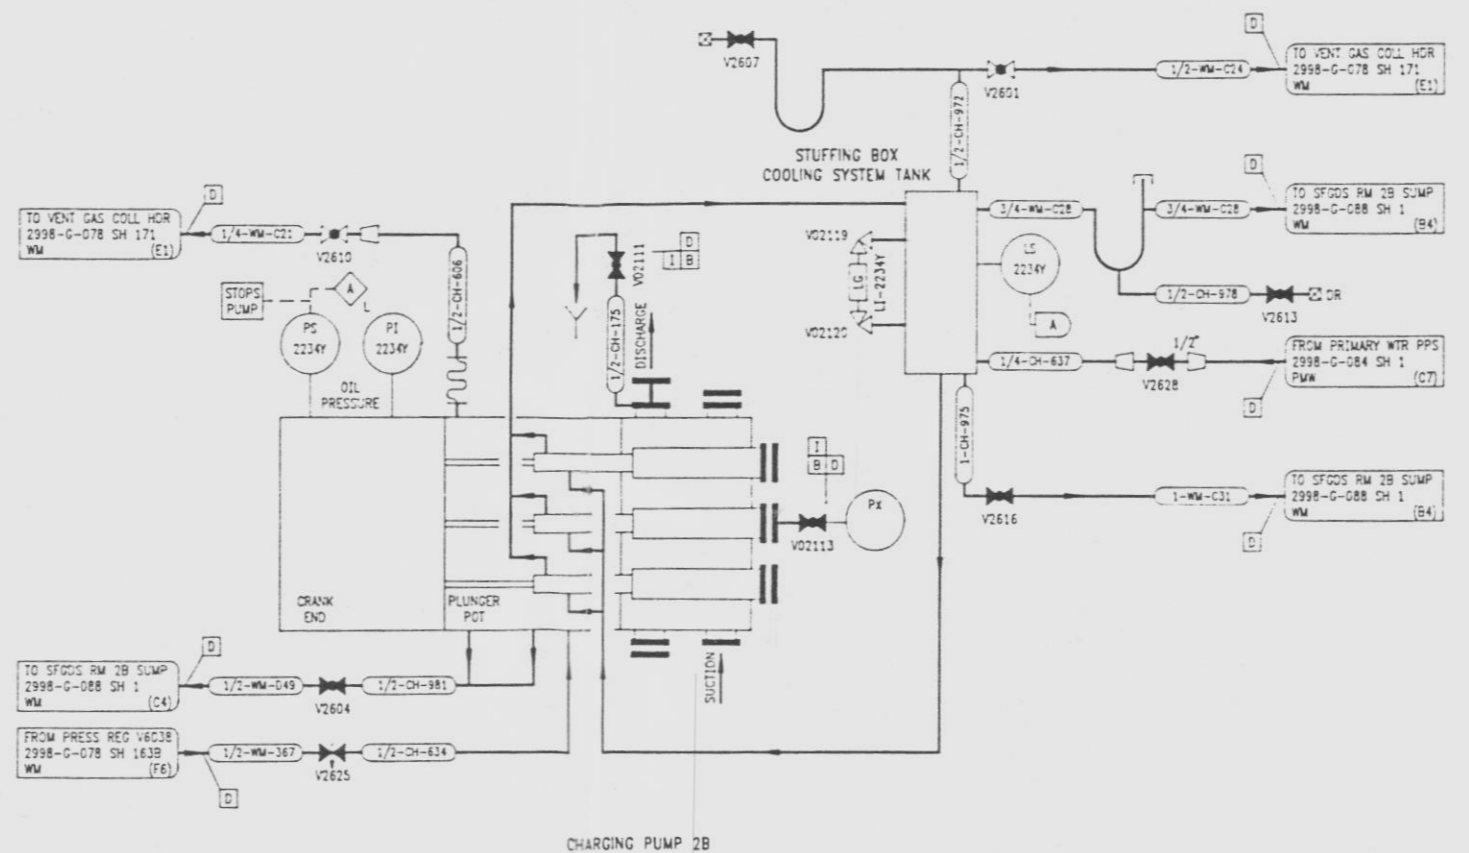 D
V2607
1/2-WM-C24
V2601
TO VENT GAS COLL HDR
2998-G-078 SH 171
WM (E1)
1/2-CH-972
STUFFING BOX
COOLING SYSTEM TANK
D
3/4-WM-C28
3/4-WM-C28
TO SFGDS RM 2B SUMP
2998-G-088 SH 1
WM (B4)
D
TO VENT GAS COLL HDR
2998-G-078 SH 171
WM (E1)
1/4-WM-C21
V2610
1/2-CH-606
V02111
D
I B
V02119
LG
LI-2234Y
V02120
LS
2234Y
A
1/2-CH-978
V2613
DR
STOPS
PUMP
A
L
PS
2234Y
PI
2234Y
OIL
PRESSURE
1/2-CH-175
DISCHARGE
1/4-CH-637
1/2"
V2628
FROM PRIMARY WTR PPS
2998-G-084 SH 1
PMW (C7)
D
1-CH-975
I
B D
PX
V02113
V2616
1-WM-C31
TO SFGDS RM 2B SUMP
2998-G-088 SH 1
WM (B4)
D
CRANK
END
PLUNGER
POT
SUCTION
D
TO SFGDS RM 2B SUMP
2998-G-088 SH 1
WM (C4)
1/2-WM-D49
V2604
1/2-CH-981
FROM PRESS REG V6038
2998-G-078 SH 163B
WM (F6)
1/2-WM-367
V2625
1/2-CH-634
D
CHARGING PUMP 2B